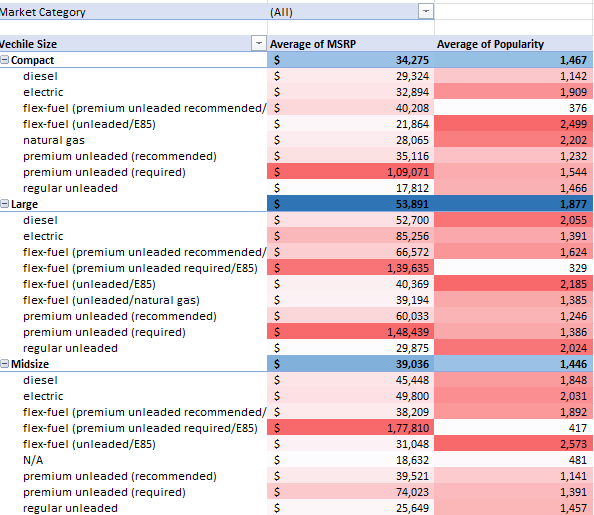 Market Category (All)
Vechile Size Average of MSRP Average of Popularity
Compact $ 34,275 1,467
diesel $ 29,324 1,142
electric $ 32,894 1,909
flex-fuel (premium unleaded recommended/ $ 40,208 376
flex-fuel (unleaded/E85) $ 21,864 2,499
natural gas $ 28,065 2,202
premium unleaded (recommended) $ 35,116 1,232
premium unleaded (required) $ 1,09,071 1,544
regular unleaded $ 17,812 1,466
Large $ 53,891 1,877
diesel $ 52,700 2,055
electric $ 85,256 1,391
flex-fuel (premium unleaded recommended/ $ 66,572 1,624
flex-fuel (premium unleaded required/E85) $ 1,39,635 329
flex-fuel (unleaded/E85) $ 40,369 2,185
flex-fuel (unleaded/natural gas) $ 39,194 1,385
premium unleaded (recommended) $ 60,033 1,246
premium unleaded (required) $ 1,48,439 1,386
regular unleaded $ 29,875 2,024
Midsize $ 39,036 1,446
diesel $ 45,448 1,848
electric $ 49,800 2,031
flex-fuel (premium unleaded recommended/ $ 38,209 1,892
flex-fuel (premium unleaded required/E85) $ 1,77,810 417
flex-fuel (unleaded/E85) $ 31,048 2,573
N/A $ 18,632 481
premium unleaded (recommended) $ 39,521 1,141
premium unleaded (required) $ 74,023 1,391
regular unleaded $ 25,649 1,457